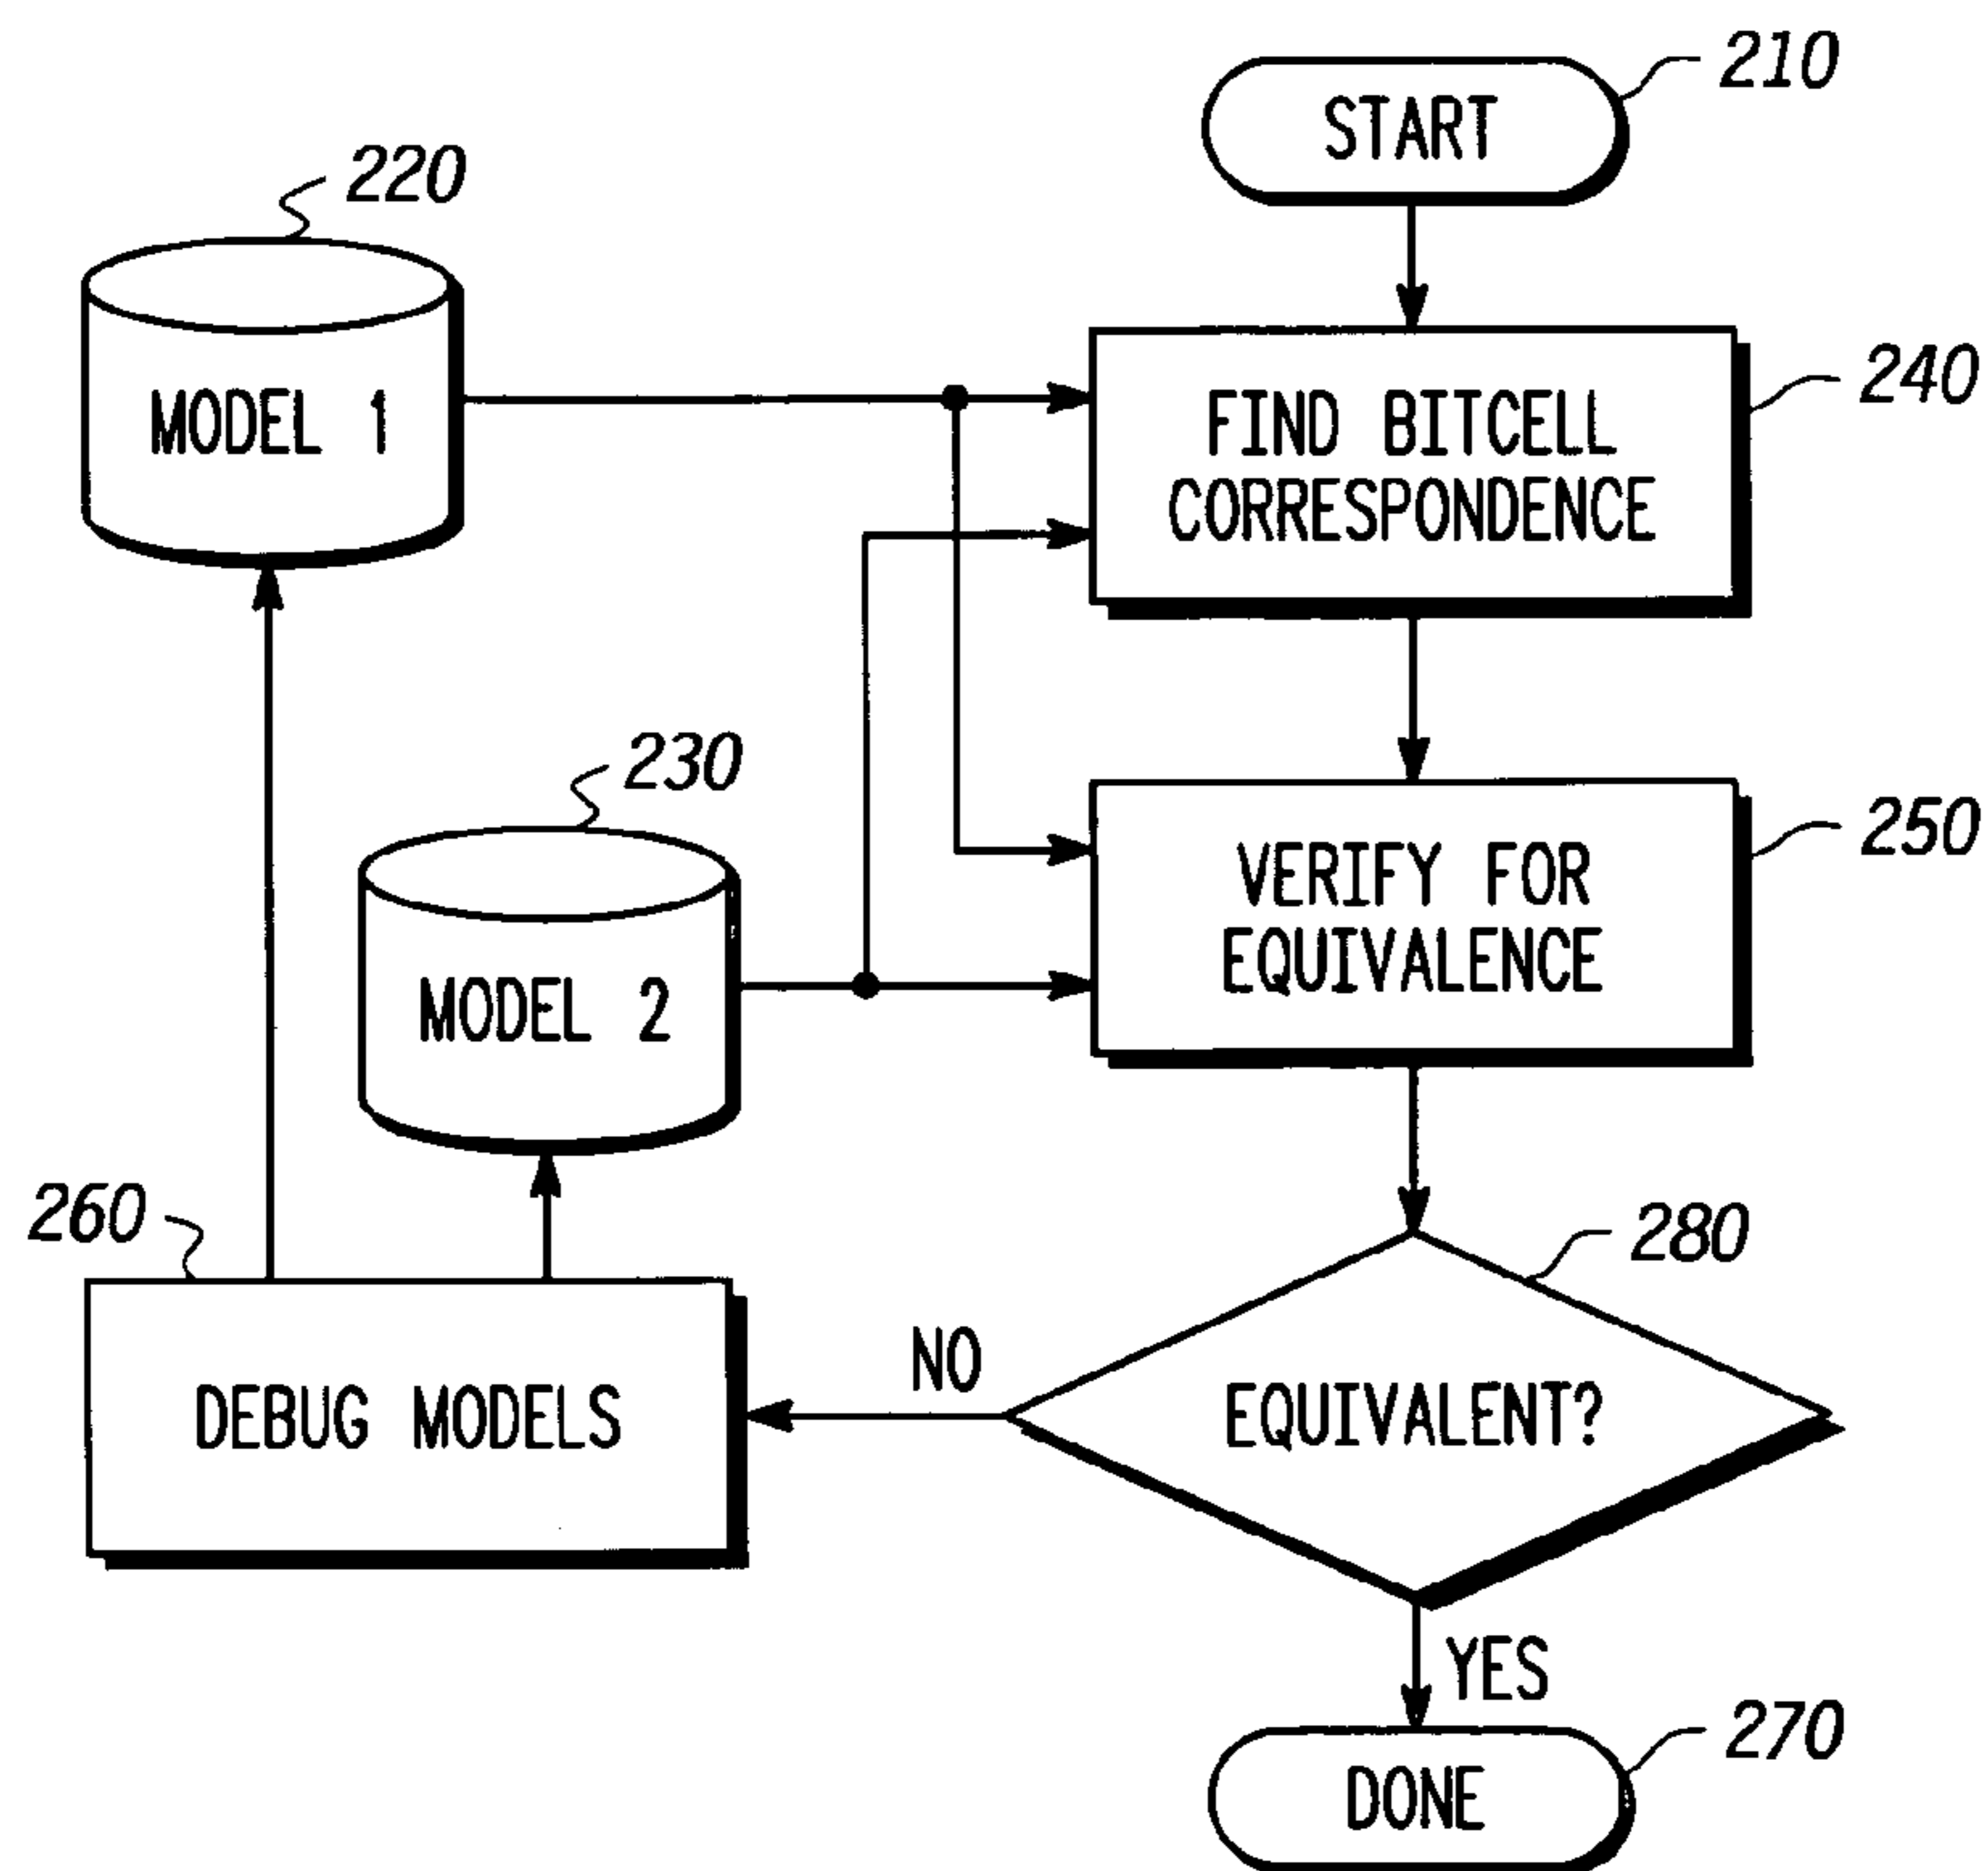 210
START
220
240
MODEL 1
FIND BITCELL
CORRESPONDENCE
230
250
VERIFY FOR
EQUIVALENCE
MODEL 2
260
280
NO
DEBUG MODELS
EQUIVALENT?
YES
270
DONE